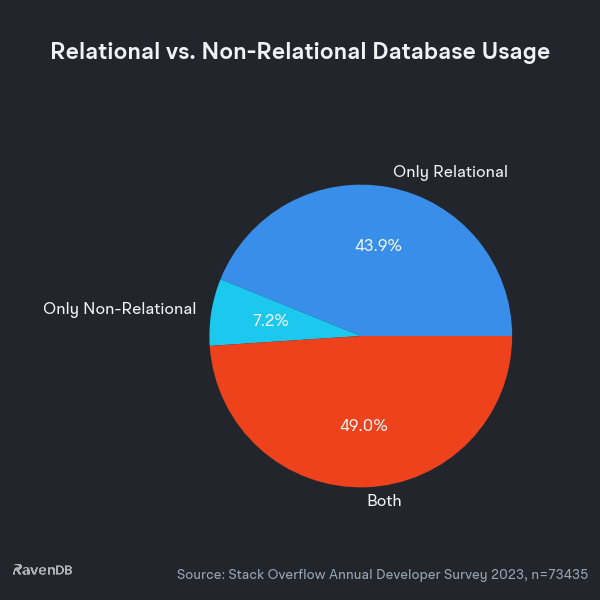 Relational vs. Non-Relational Database Usage
Only Relational
43.9%
Only Non-Relational
7.2%
49.0%
Both
RavenDB
Source: Stack Overflow Annual Developer Survey 2023, n=73435